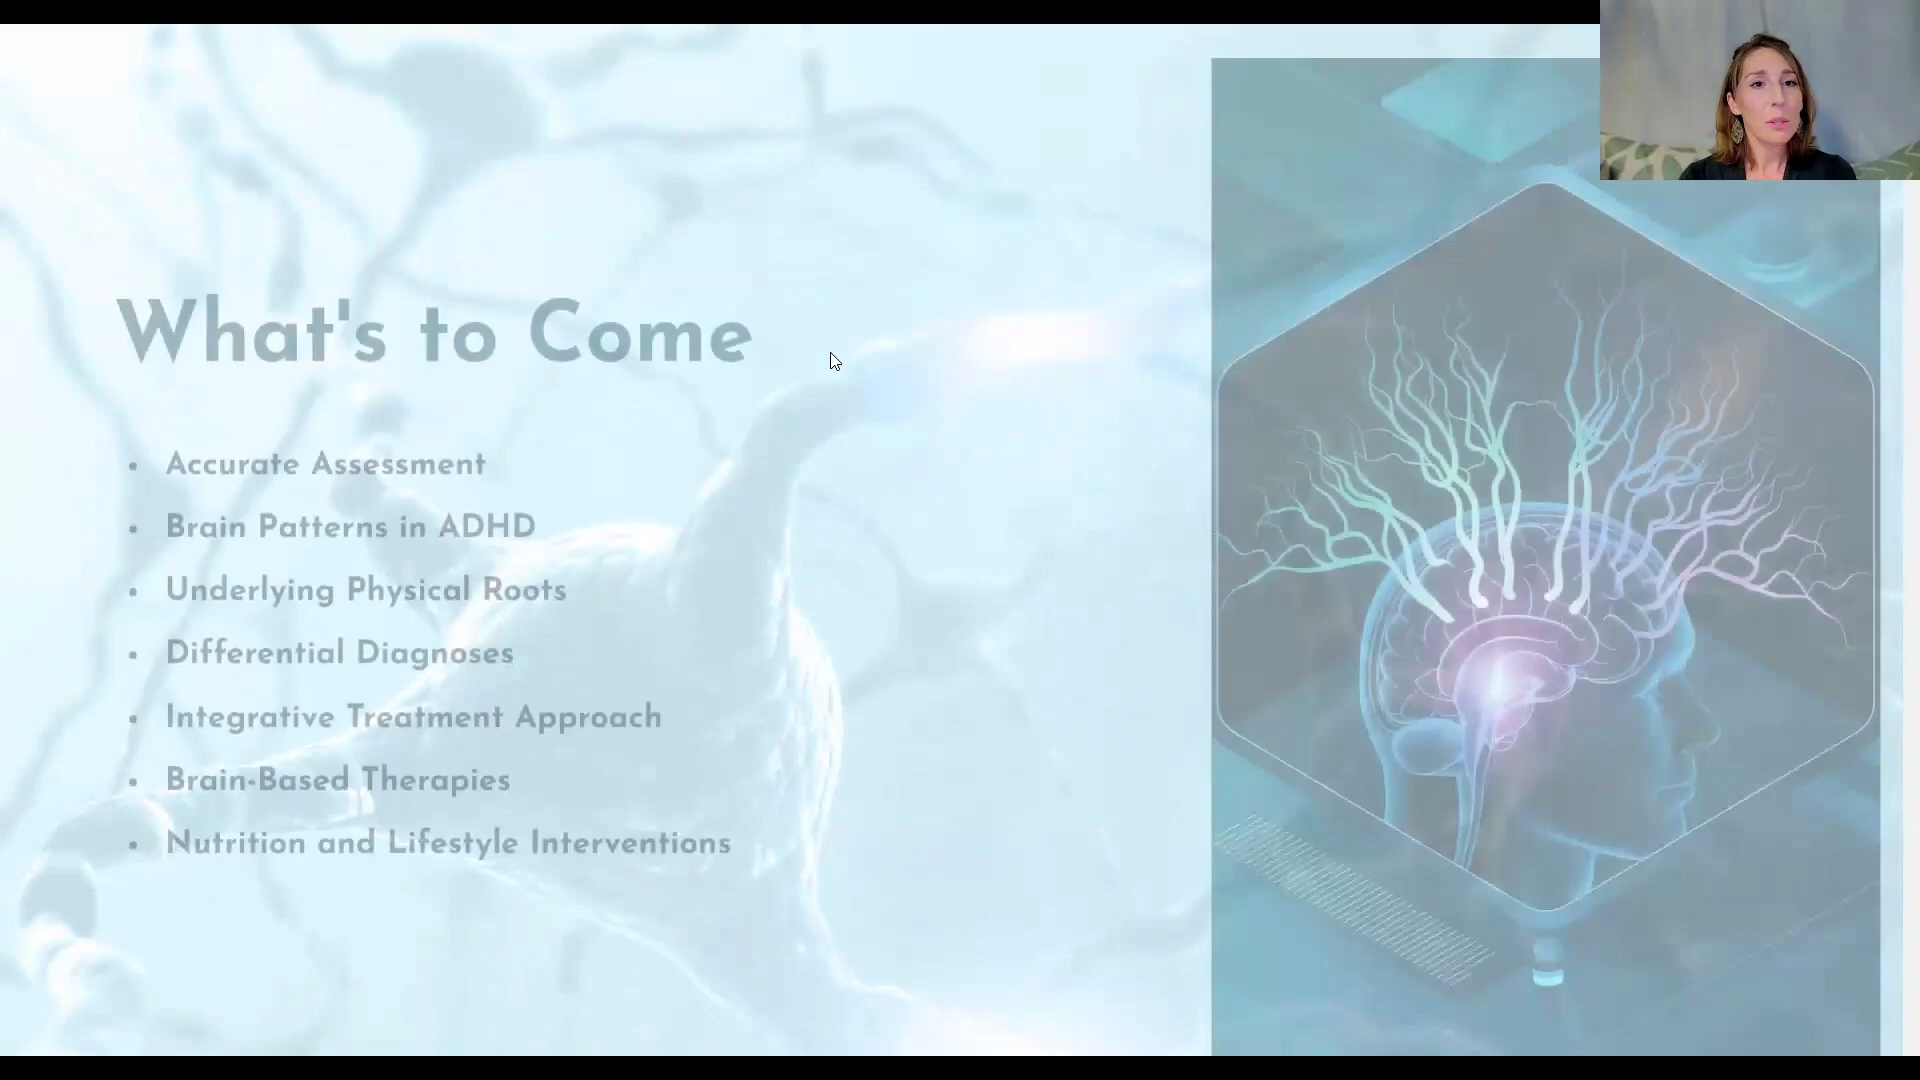 What's to Come
• Accurate Assessment
• Brain Patterns in ADHD
• Underlying Physical Roots
• Differential Diagnoses
• Integrative Treatment Approach
• Brain-Based Therapies
• Nutrition and Lifestyle Interventions